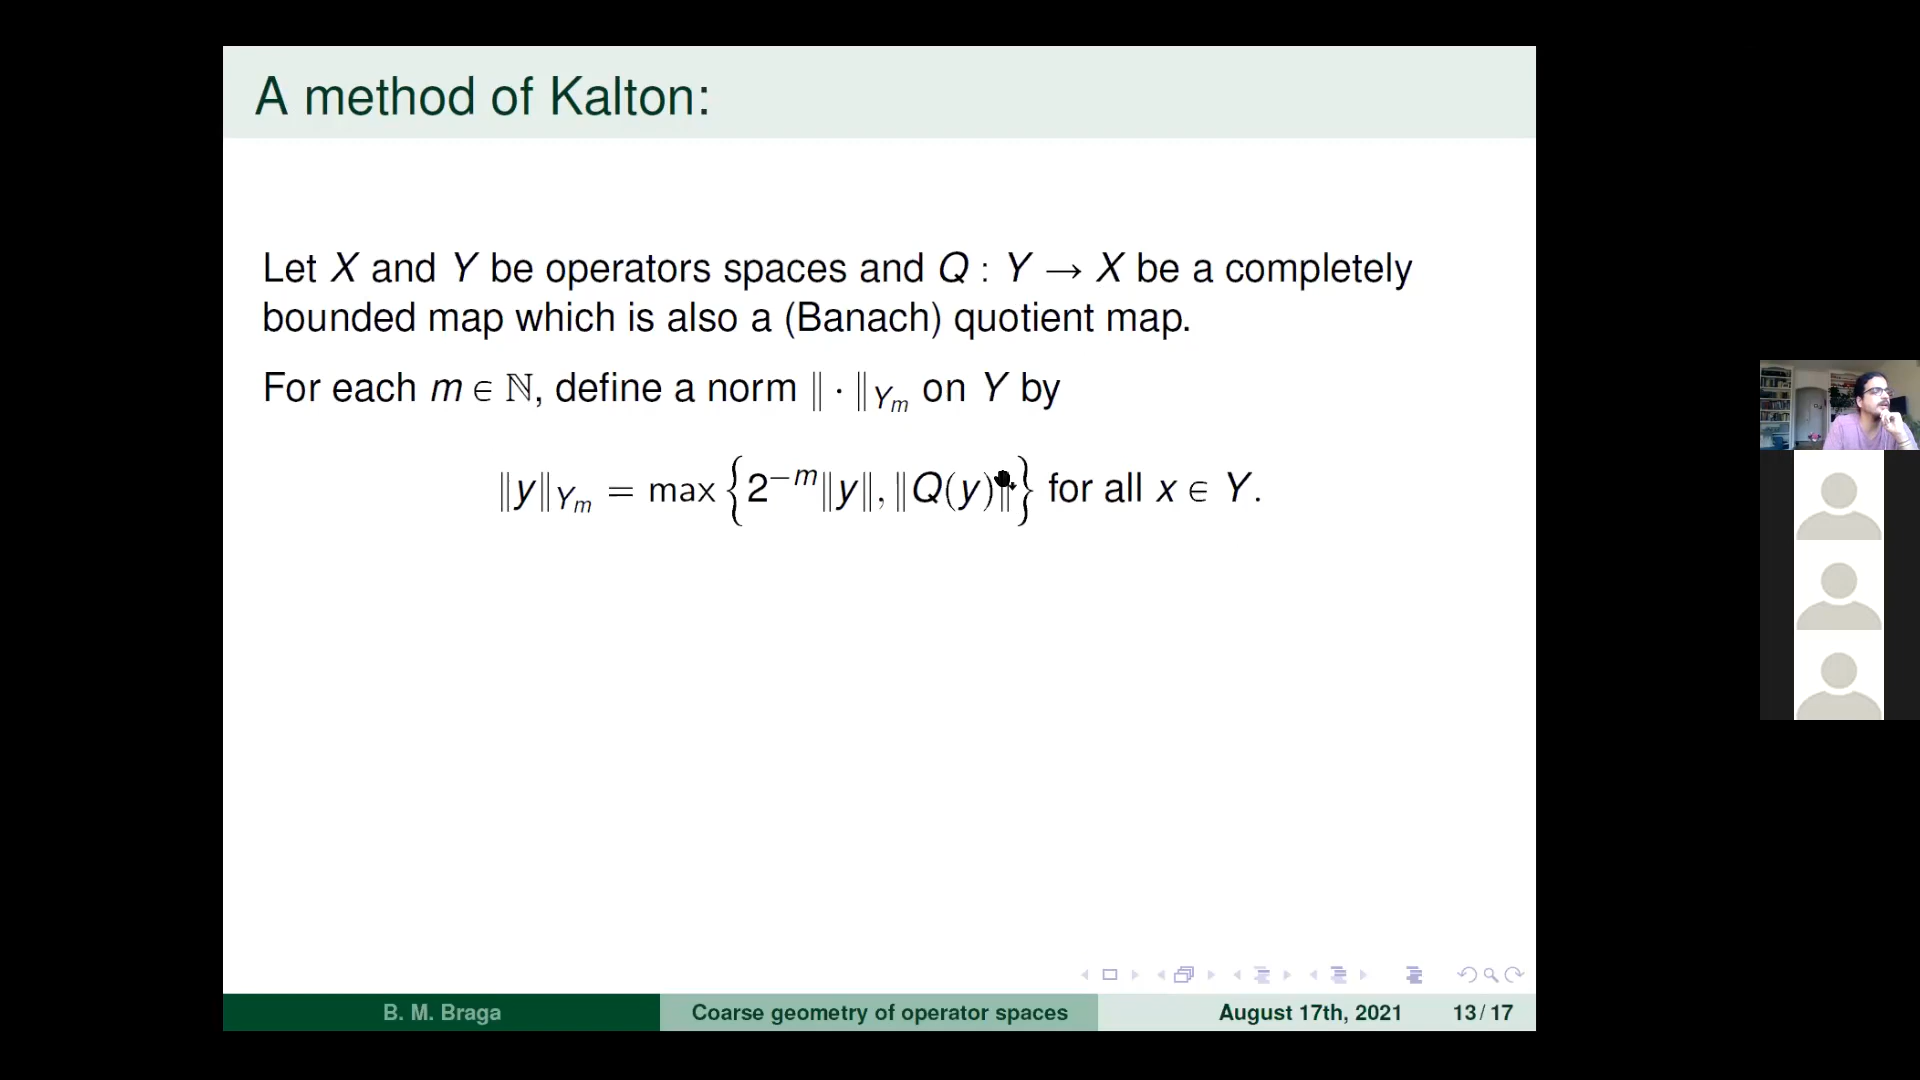 A method of Kalton:
Let X and Y be operators spaces and Q : Y → X be a completely
bounded map which is also a (Banach) quotient map.
For each m ∈ ℕ, define a norm ‖ · ‖_{Y_m} on Y by
‖y‖_{Y_m} = max {2^{−m}‖y‖, ‖Q(y)‖} for all x ∈ Y.
B. M. Braga Coarse geometry of operator spaces August 17th, 2021 13/17